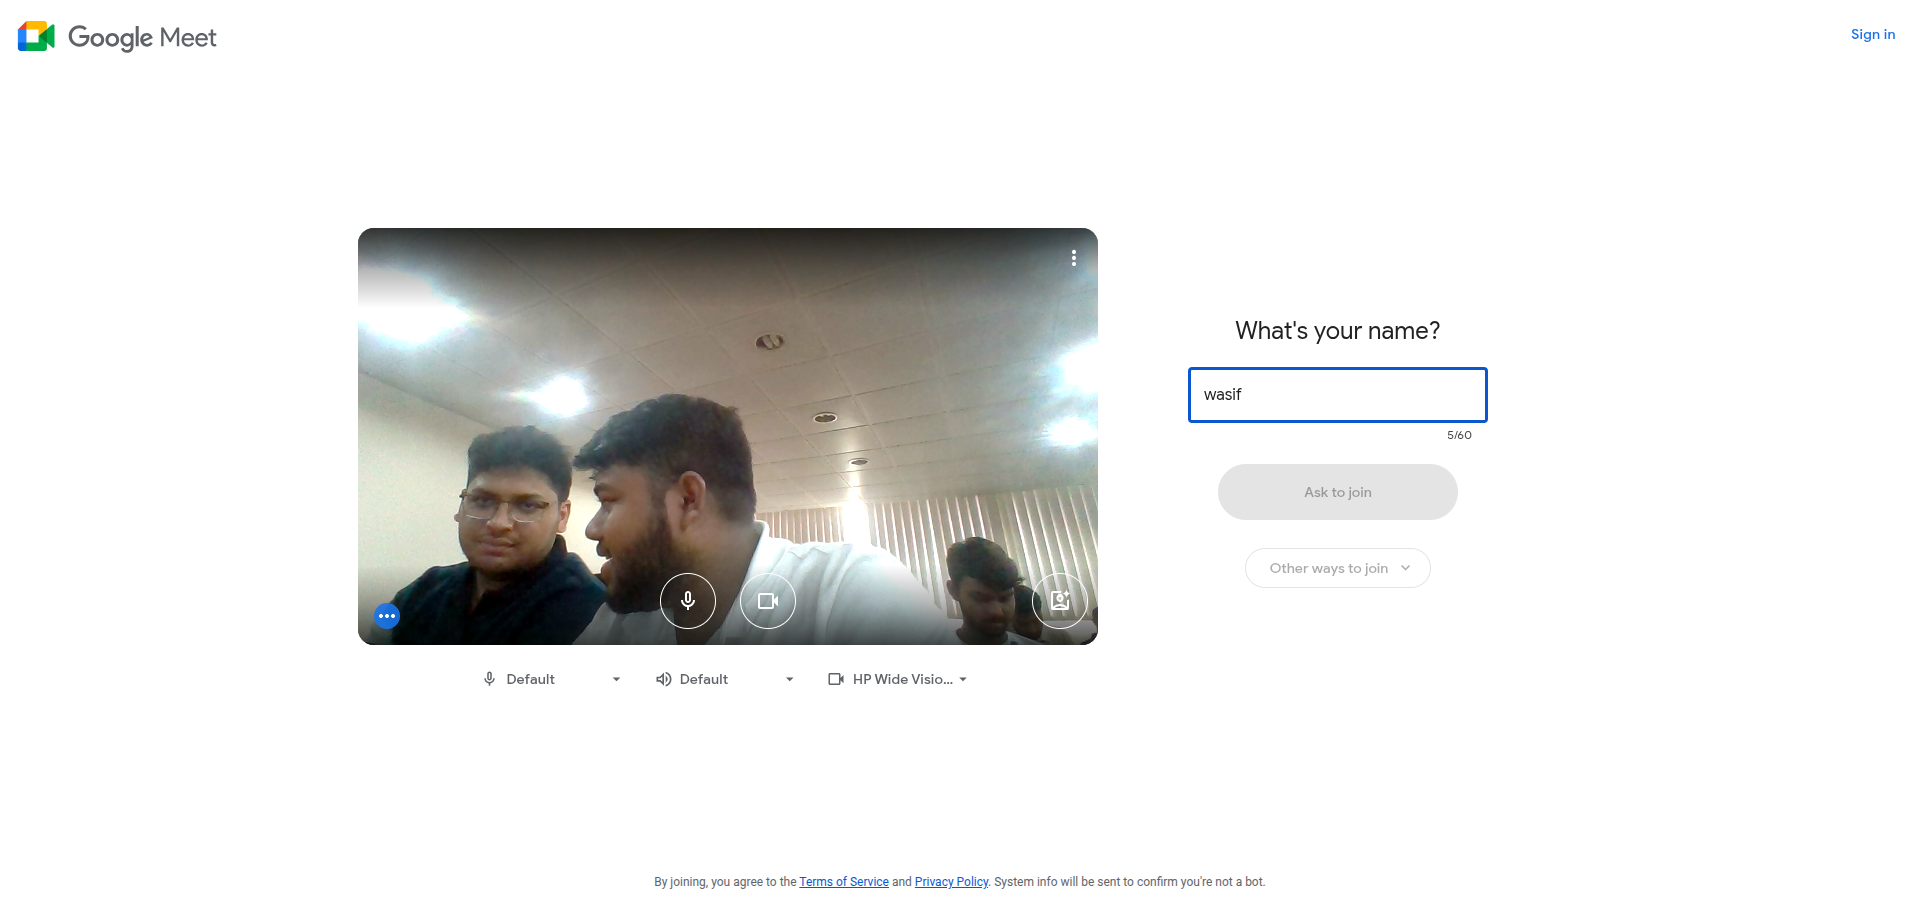 Google Meet
Sign in
What's your name?
wasif
5/60
Ask to join
Other ways to join
Default
Default
HP Wide Visio...
By joining, you agree to the Terms of Service and Privacy Policy. System info will be sent to confirm you're not a bot.